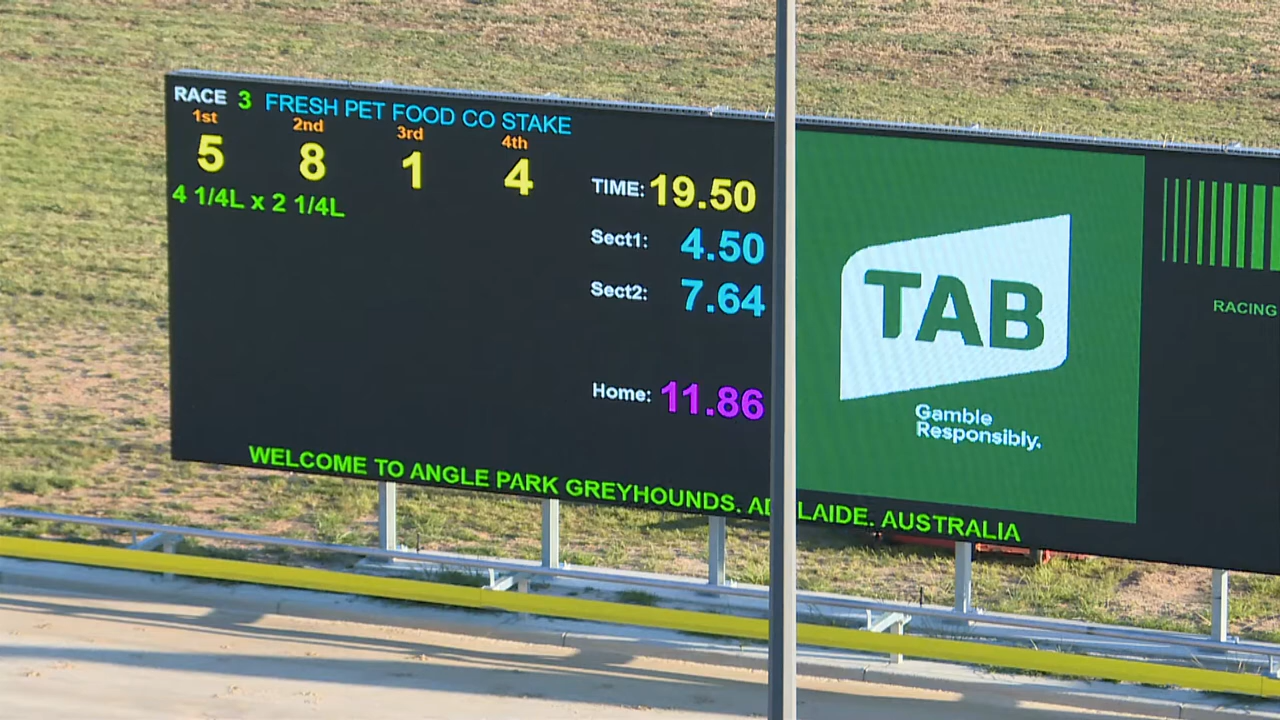 RACE 3 FRESH PET FOOD CO STAKE
1st 2nd 3rd 4th
5 8 1 4
4 1/4L x 2 1/4L
TIME: 19.50
Sect1: 4.50
Sect2: 7.64
Home: 11.86
WELCOME TO ANGLE PARK GREYHOUNDS. ADELAIDE. AUSTRALIA
TAB
Gamble
Responsibly.
RACING